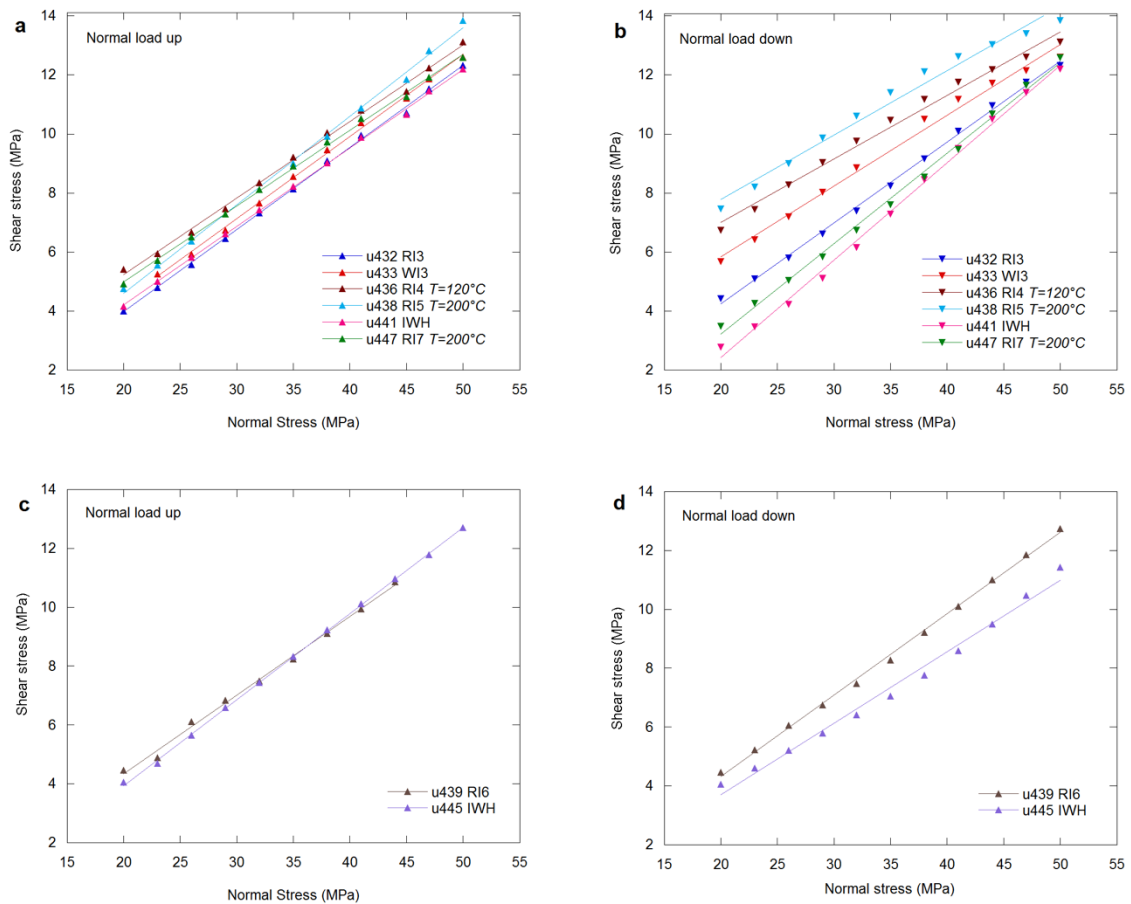 a
Normal load up
14
12
10
8
6
4
2
Shear stress (MPa)
u432 RI3
u433 WI3
u436 RI4 T=120°C
u438 RI5 T=200°C
u441 IWH
u447 RI7 T=200°C
15 20 25 30 35 40 45 50 55
Normal Stress (MPa)
b
Normal load down
14
12
10
8
6
4
2
Shear stress (MPa)
u432 RI3
u433 WI3
u436 RI4 T=120°C
u438 RI5 T=200°C
u441 IWH
u447 RI7 T=200°C
15 20 25 30 35 40 45 50 55
Normal stress (MPa)
c
Normal load up
14
12
10
8
6
4
2
Shear stress (MPa)
u439 RI6
u445 IWH
15 20 25 30 35 40 45 50 55
Normal Stress (MPa)
d
Normal load down
14
12
10
8
6
4
2
Shear stress (MPa)
u439 RI6
u445 IWH
15 20 25 30 35 40 45 50 55
Normal stress (MPa)